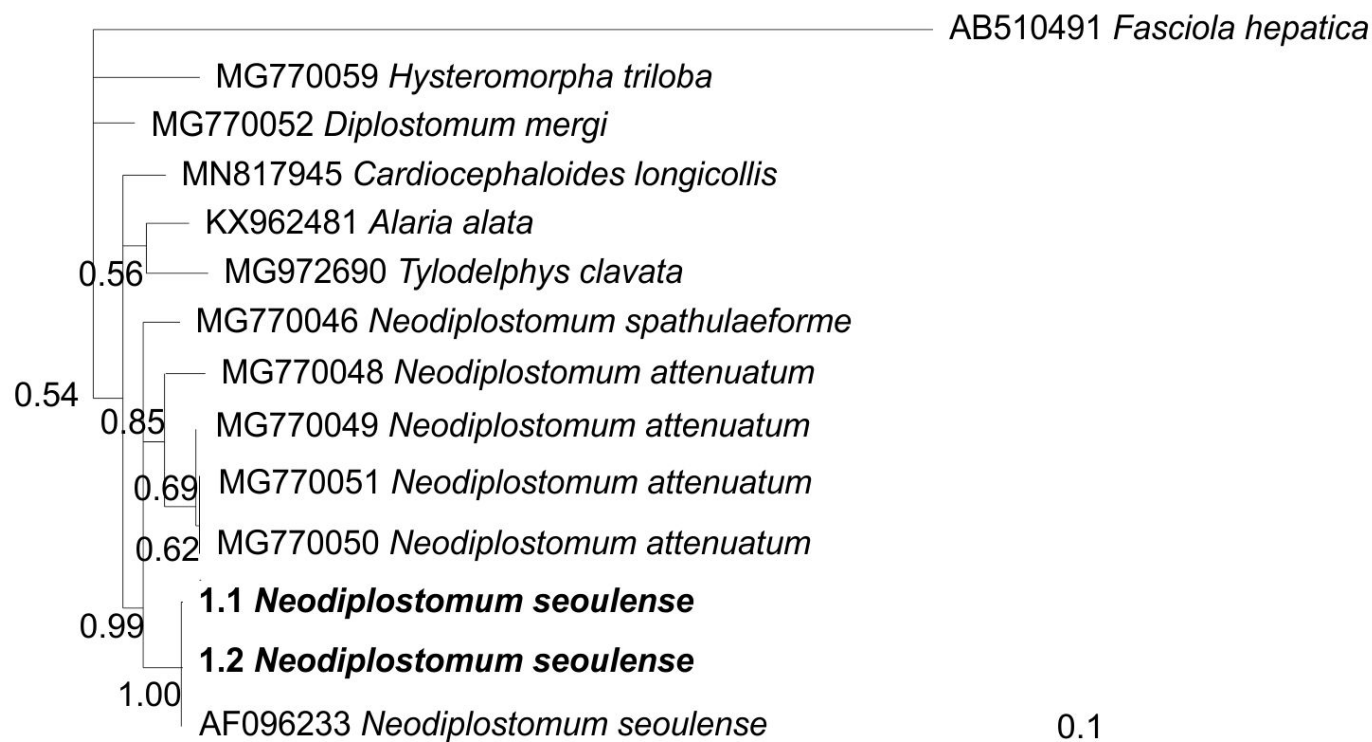 AB510491 Fasciola hepatica
MG770059 Hysteromorpha triloba
MG770052 Diplostomum mergi
MN817945 Cardiocephaloides longicollis
KX962481 Alaria alata
0.56
MG972690 Tylodelphys clavata
MG770046 Neodiplostomum spathulaeforme
MG770048 Neodiplostomum attenuatum
0.54
0.85
MG770049 Neodiplostomum attenuatum
0.69
MG770051 Neodiplostomum attenuatum
0.62
MG770050 Neodiplostomum attenuatum
1.1 Neodiplostomum seoulense
0.99
1.2 Neodiplostomum seoulense
1.00
AF096233 Neodiplostomum seoulense
0.1